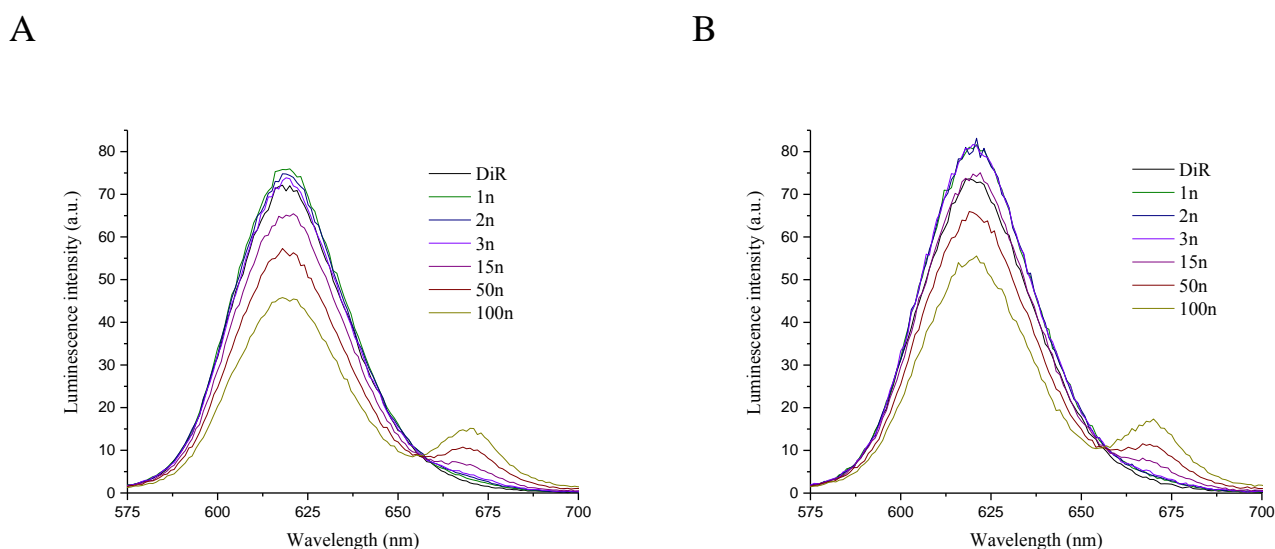 A
B
80
70
60
50
40
30
20
10
0
Luminescence intensity (a.u.)
DiR
1n
2n
3n
15n
50n
100n
575
600
625
650
675
700
Wavelength (nm)
80
70
60
50
40
30
20
10
0
Luminescence intensity (a.u.)
DiR
1n
2n
3n
15n
50n
100n
575
600
625
650
675
700
Wavelength (nm)